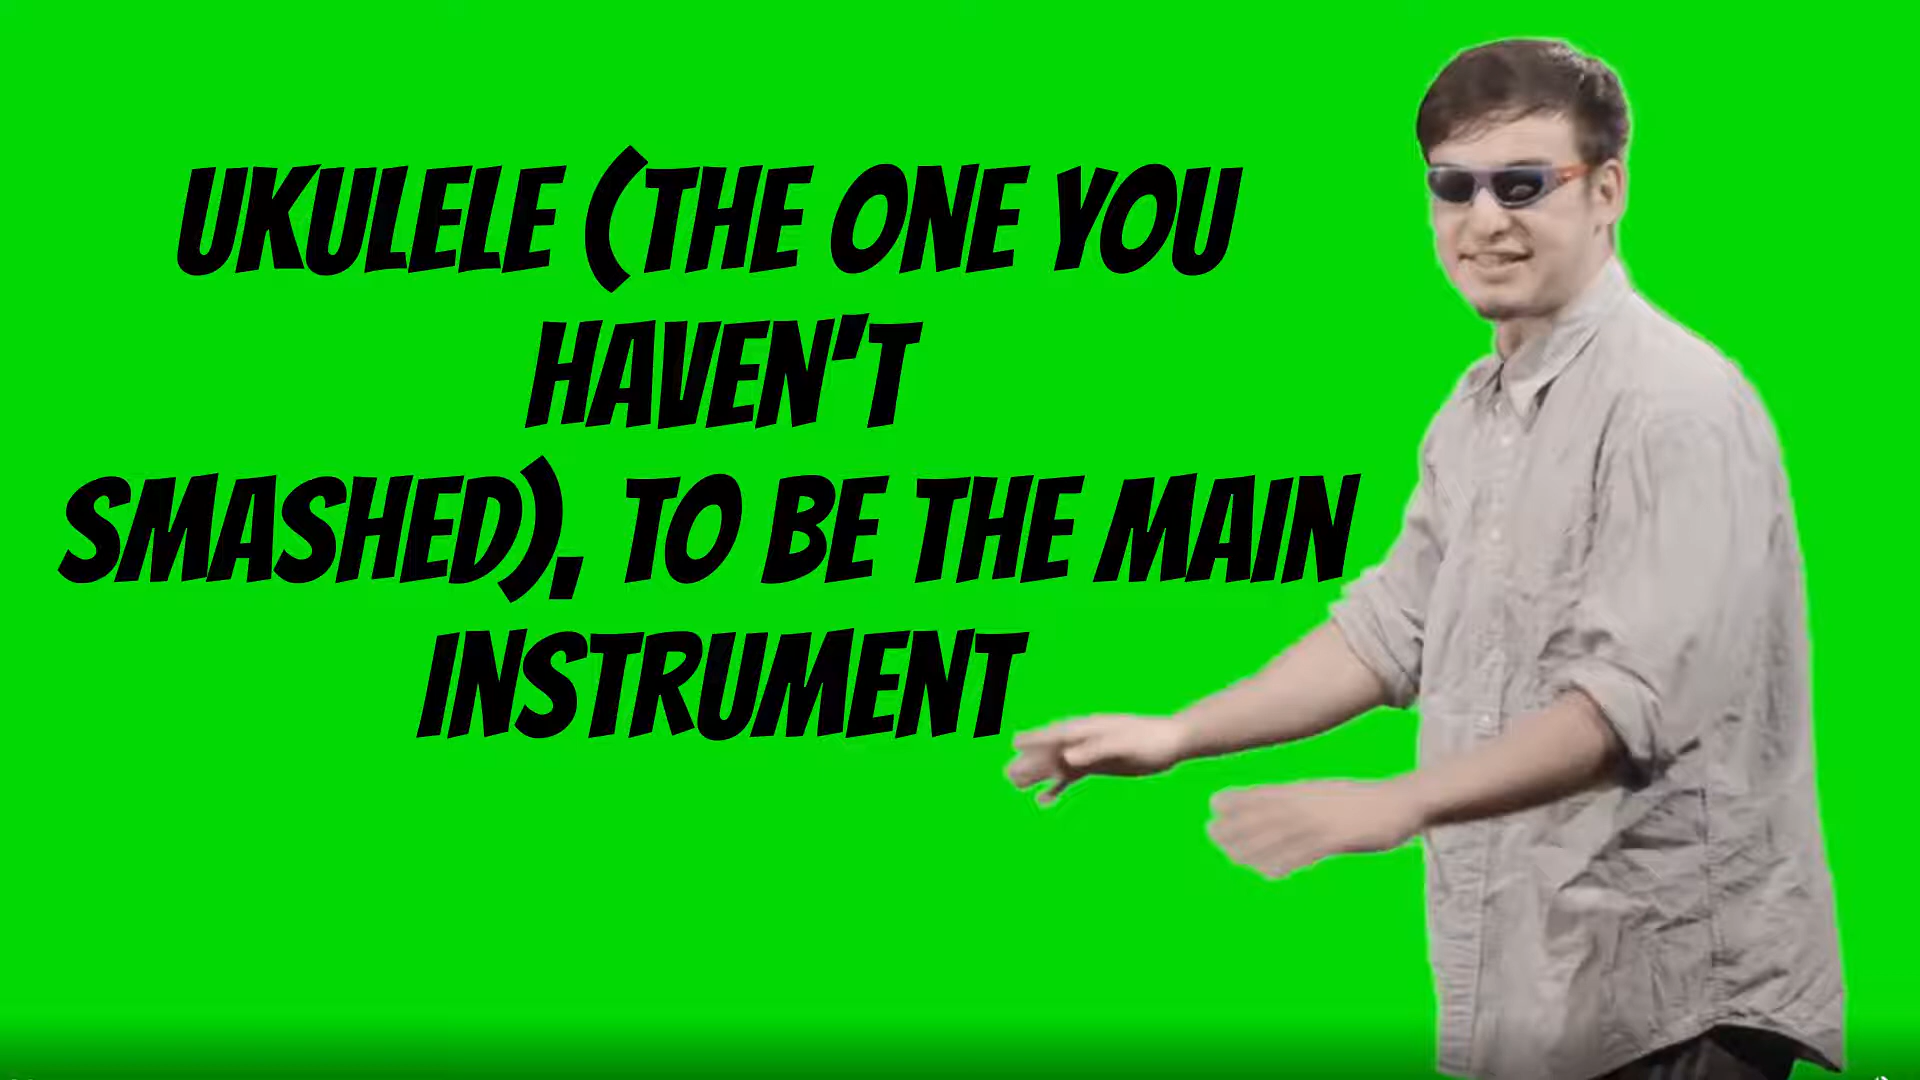 UKULELE (THE ONE YOU
HAVEN'T
SMASHED), TO BE THE MAIN
INSTRUMENT